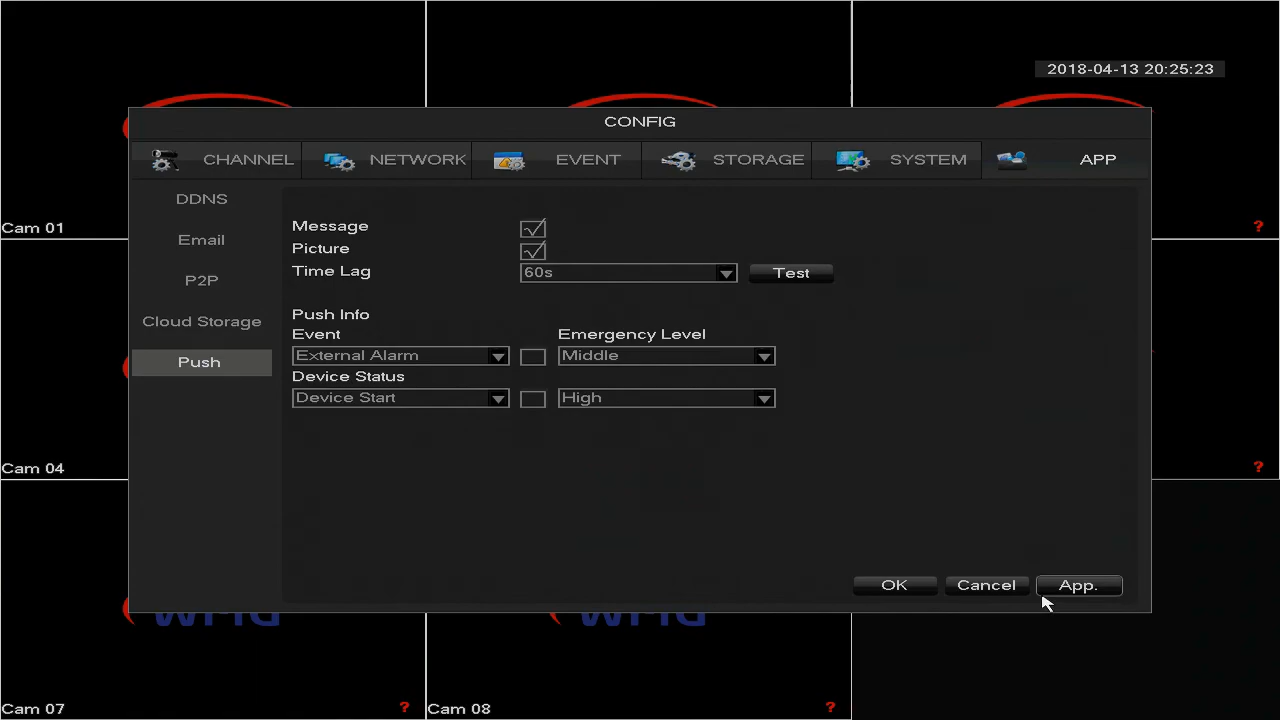 2018-04-13 20:25:23
CONFIG
CHANNEL NETWORK EVENT STORAGE SYSTEM APP
DDNS
Email
P2P
Cloud Storage
Push
Message
Picture
Time Lag 60s Test
Push Info
Event Emergency Level
External Alarm Middle
Device Status
Device Start High
OK Cancel App.
Cam 01 ? ?
Cam 04 ?
Cam 07 ? Cam 08 ?